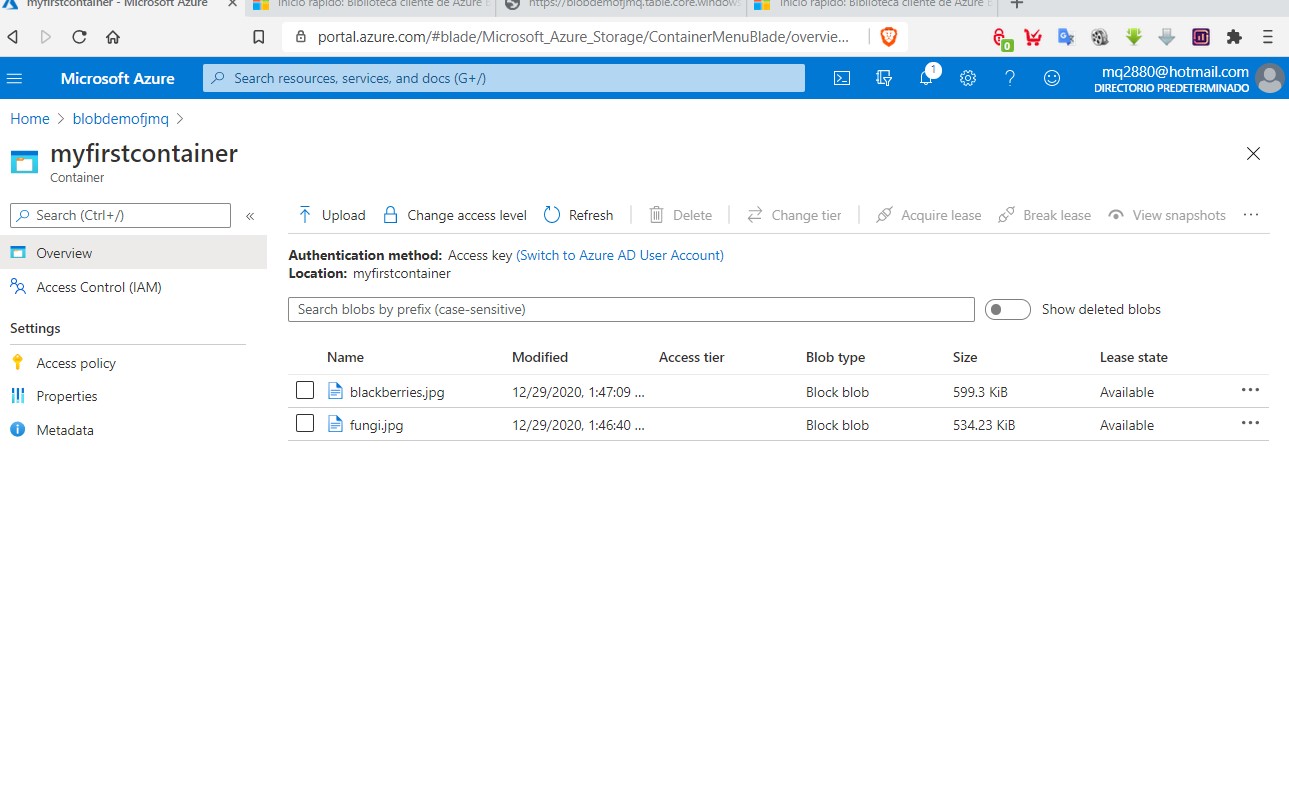 myfirstcontainer - Microsoft Azure
Inicio rápido: Biblioteca cliente de Azure
https://blobdemofjmq.table.core.window
Inicio rápido: Biblioteca cliente de Azure
portal.azure.com/#blade/Microsoft_Azure_Storage/ContainerMenuBlade/overvie...
0
Microsoft Azure
Search resources, services, and docs (G+/)
1
mq2880@hotmail.com
DIRECTORIO PREDETERMINADO
Home > blobdemofjmq >
myfirstcontainer
Container
Search (Ctrl+/)
«
Overview
Access Control (IAM)
Settings
Access policy
Properties
Metadata
Upload Change access level Refresh Delete Change tier Acquire lease Break lease View snapshots ...
Authentication method: Access key (Switch to Azure AD User Account)
Location: myfirstcontainer
Search blobs by prefix (case-sensitive)
Show deleted blobs
Name Modified Access tier Blob type Size Lease state
blackberries.jpg 12/29/2020, 1:47:09 ... Block blob 599.3 KiB Available ...
fungi.jpg 12/29/2020, 1:46:40 ... Block blob 534.23 KiB Available ...